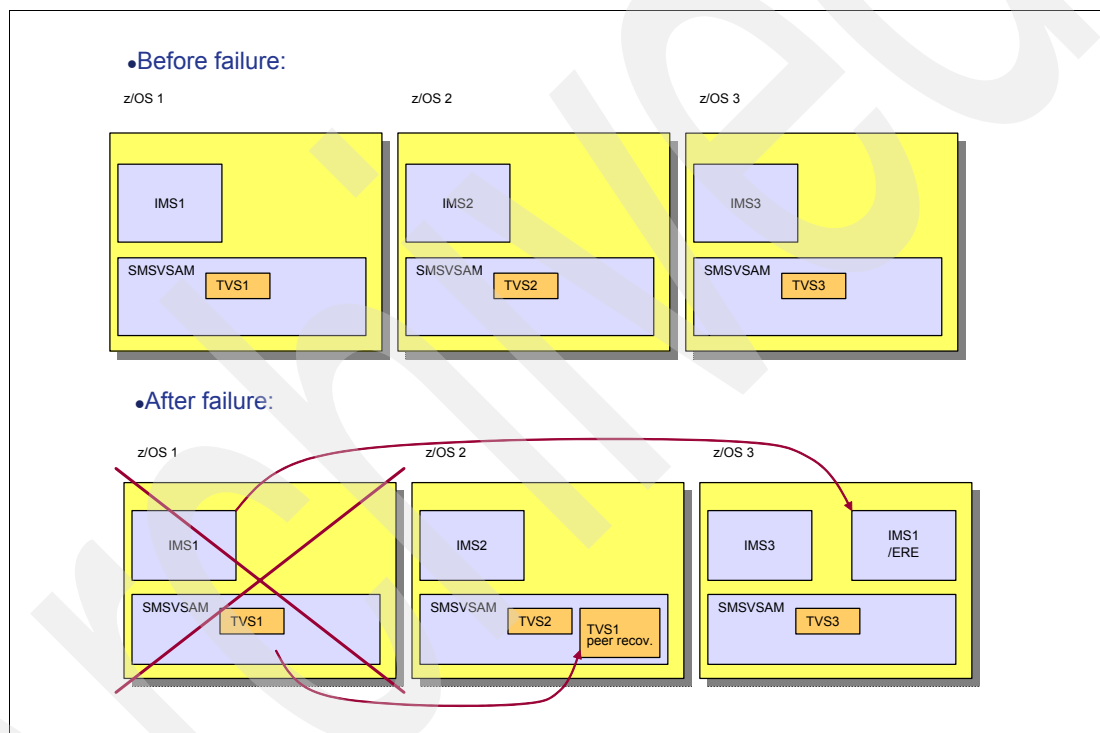 •Before failure:
z/OS 1
z/OS 2
z/OS 3
IMS1
IMS2
IMS3
SMSVSAM
TVS1
SMSVSAM
TVS2
SMSVSAM
TVS3
•After failure:
z/OS 1
z/OS 2
z/OS 3
IMS1
IMS2
IMS3
IMS1
/ERE
SMSVSAM
TVS1
SMSVSAM
TVS2
TVS1
peer recov.
SMSVSAM
TVS3